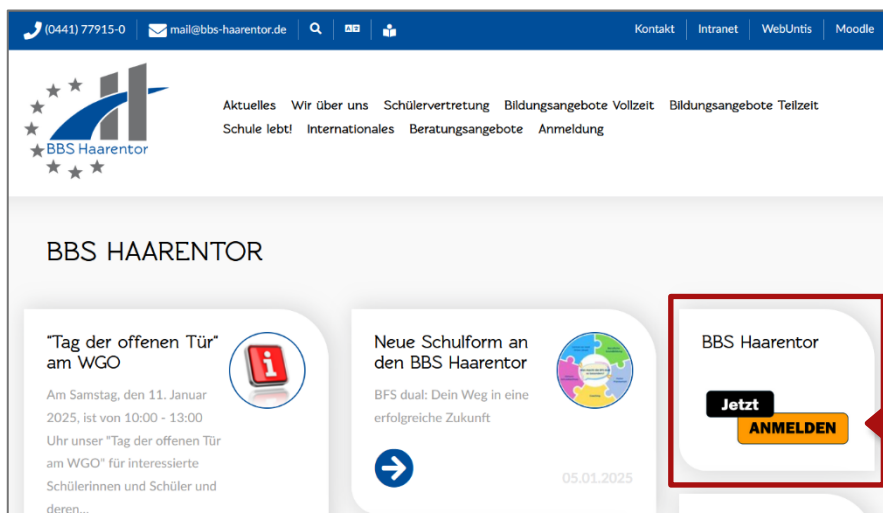 (0441) 77915-0 mail@bbs-haarentor.de Kontakt Intranet WebUntis Moodle
BBS Haarentor
Aktuelles Wir über uns Schülervertretung Bildungsangebote Vollzeit Bildungsangebote Teilzeit
Schule lebt! Internationales Beratungsangebote Anmeldung
BBS HAARENTOR
"Tag der offenen Tür"
am WGO
Am Samstag, den 11. Januar
2025, ist von 10:00 - 13:00
Uhr unser "Tag der offenen Tür
am WGO" für interessierte
Schülerinnen und Schüler und
deren...
Neue Schulform an
den BBS Haarentor
BFS dual: Dein Weg in eine
erfolgreiche Zukunft
05.01.2025
BBS Haarentor
Jetzt
ANMELDEN